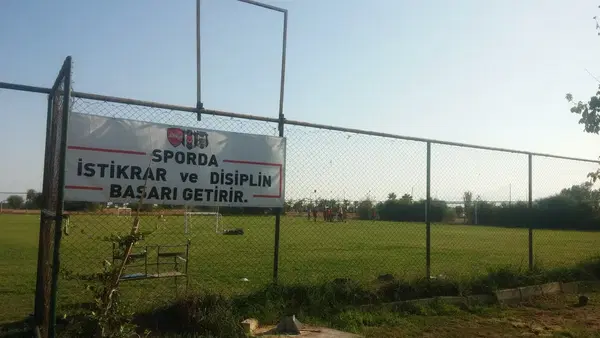 SPORDA
İSTİKRAR ve DİSİPLİN
BAŞARI GETİRİR.